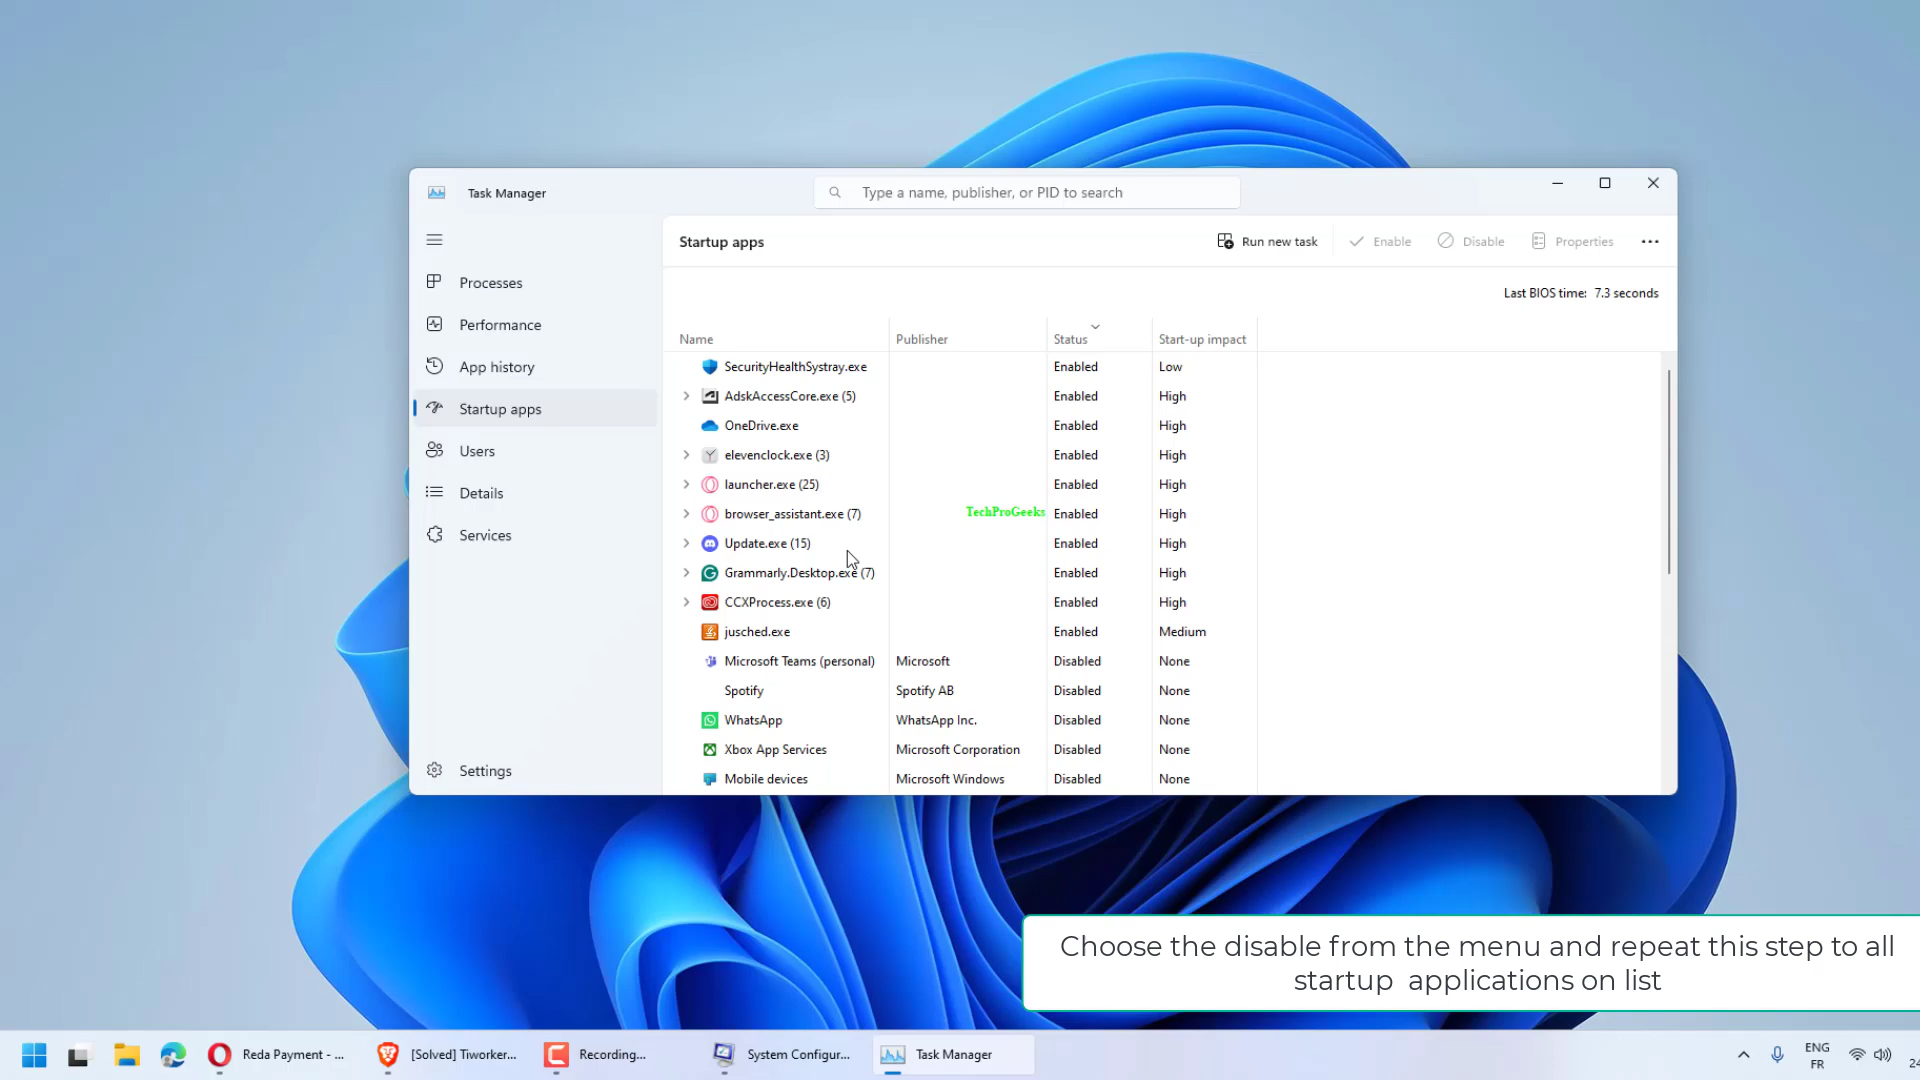 Task Manager
Type a name, publisher, or PID to search
Startup apps
Run new task
Enable
Disable
Properties
Last BIOS time: 7.3 seconds
Processes
Performance
App history
Startup apps
Users
Details
Services
Settings
Name Publisher Status Start-up impact
SecurityHealthSystray.exe Enabled Low
AdskAccessCore.exe (5) Enabled High
OneDrive.exe Enabled High
elevenclock.exe (3) Enabled High
launcher.exe (25) Enabled High
browser_assistant.exe (7) TechProGeeks Enabled High
Update.exe (15) Enabled High
Grammarly.Desktop.exe (7) Enabled High
CCXProcess.exe (6) Enabled High
jusched.exe Enabled Medium
Microsoft Teams (personal) Microsoft Disabled None
Spotify Spotify AB Disabled None
WhatsApp WhatsApp Inc. Disabled None
Xbox App Services Microsoft Corporation Disabled None
Mobile devices Microsoft Windows Disabled None
Choose the disable from the menu and repeat this step to all
startup applications on list
Reda Payment - ...
[Solved] Tiworker...
Recording...
System Configur...
Task Manager
ENG
FR
24